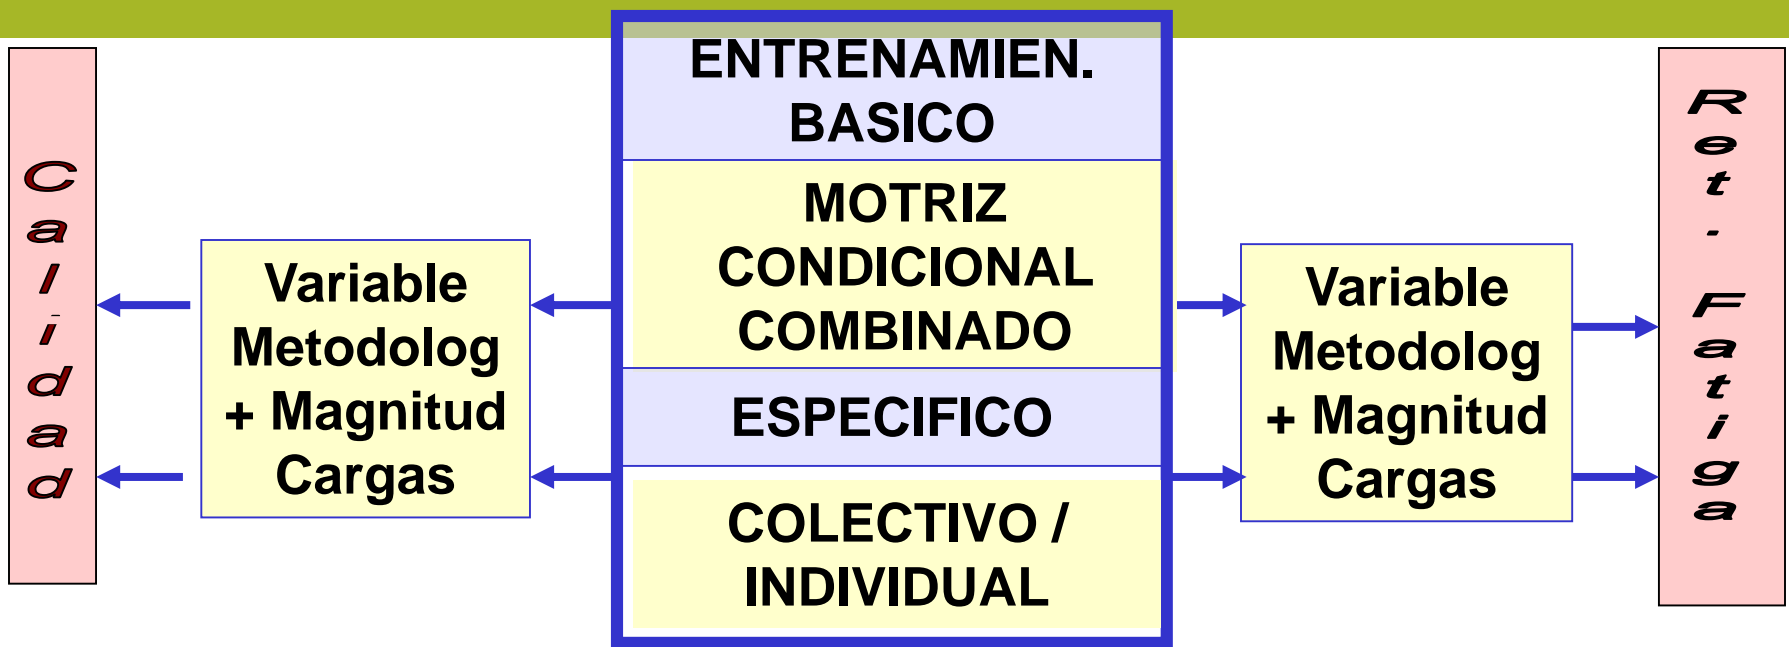 Calidad
Variable
Metodolog
+ Magnitud
Cargas
ENTRENAMIEN.
BASICO
MOTRIZ
CONDICIONAL
COMBINADO
ESPECIFICO
COLECTIVO /
INDIVIDUAL
Variable
Metodolog
+ Magnitud
Cargas
Ret. Fatiga